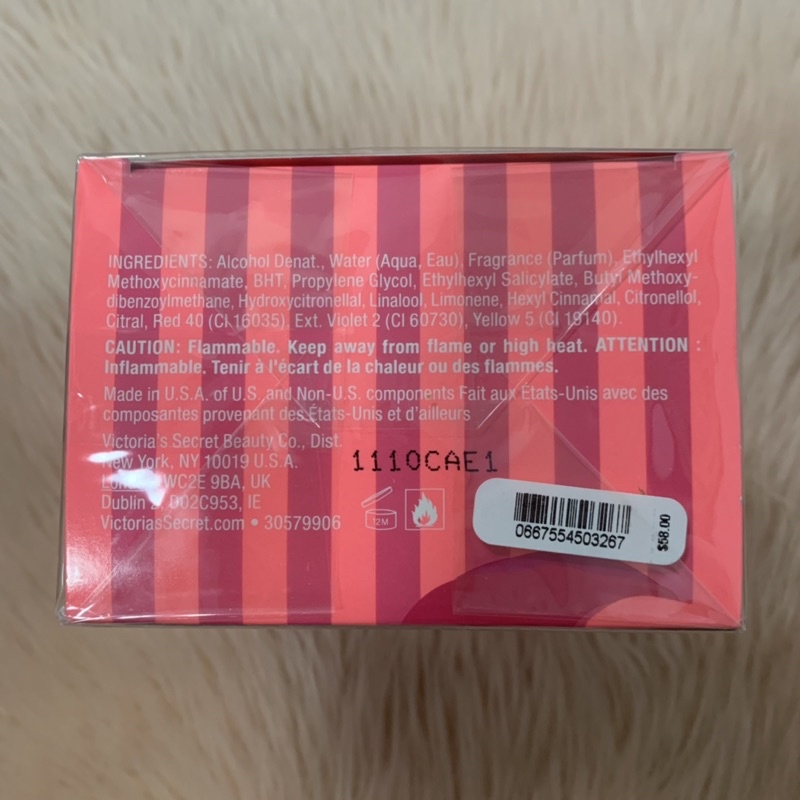 INGREDIENTS: Alcohol Denat., Water (Aqua, Eau), Fragrance (Parfum), Ethylhexyl
Methoxycinnamate, BHT, Propylene Glycol, Ethylhexyl Salicylate, Butyl Methoxy-
dibenzoylmethane, Hydroxycitronellal, Linalool, Limonene, Hexyl Cinnamal, Citronellol,
Citral, Red 40 (CI 16035), Ext. Violet 2 (CI 60730), Yellow 5 (CI 19140).
CAUTION: Flammable. Keep away from flame or high heat. ATTENTION :
Inflammable. Tenir à l'écart de la chaleur ou des flammes.
Made in U.S.A. of U.S. and Non-U.S. components Fait aux États-Unis avec des
composantes provenant des États-Unis et d'ailleurs
Victoria's Secret Beauty Co., Dist.
New York, NY 10019 U.S.A.
WC2E 9BA, UK
Dublin 2, D02C953, IE
VictoriasSecret.com • 30579906
1110CAE1
12M
0667554503267
$58.00